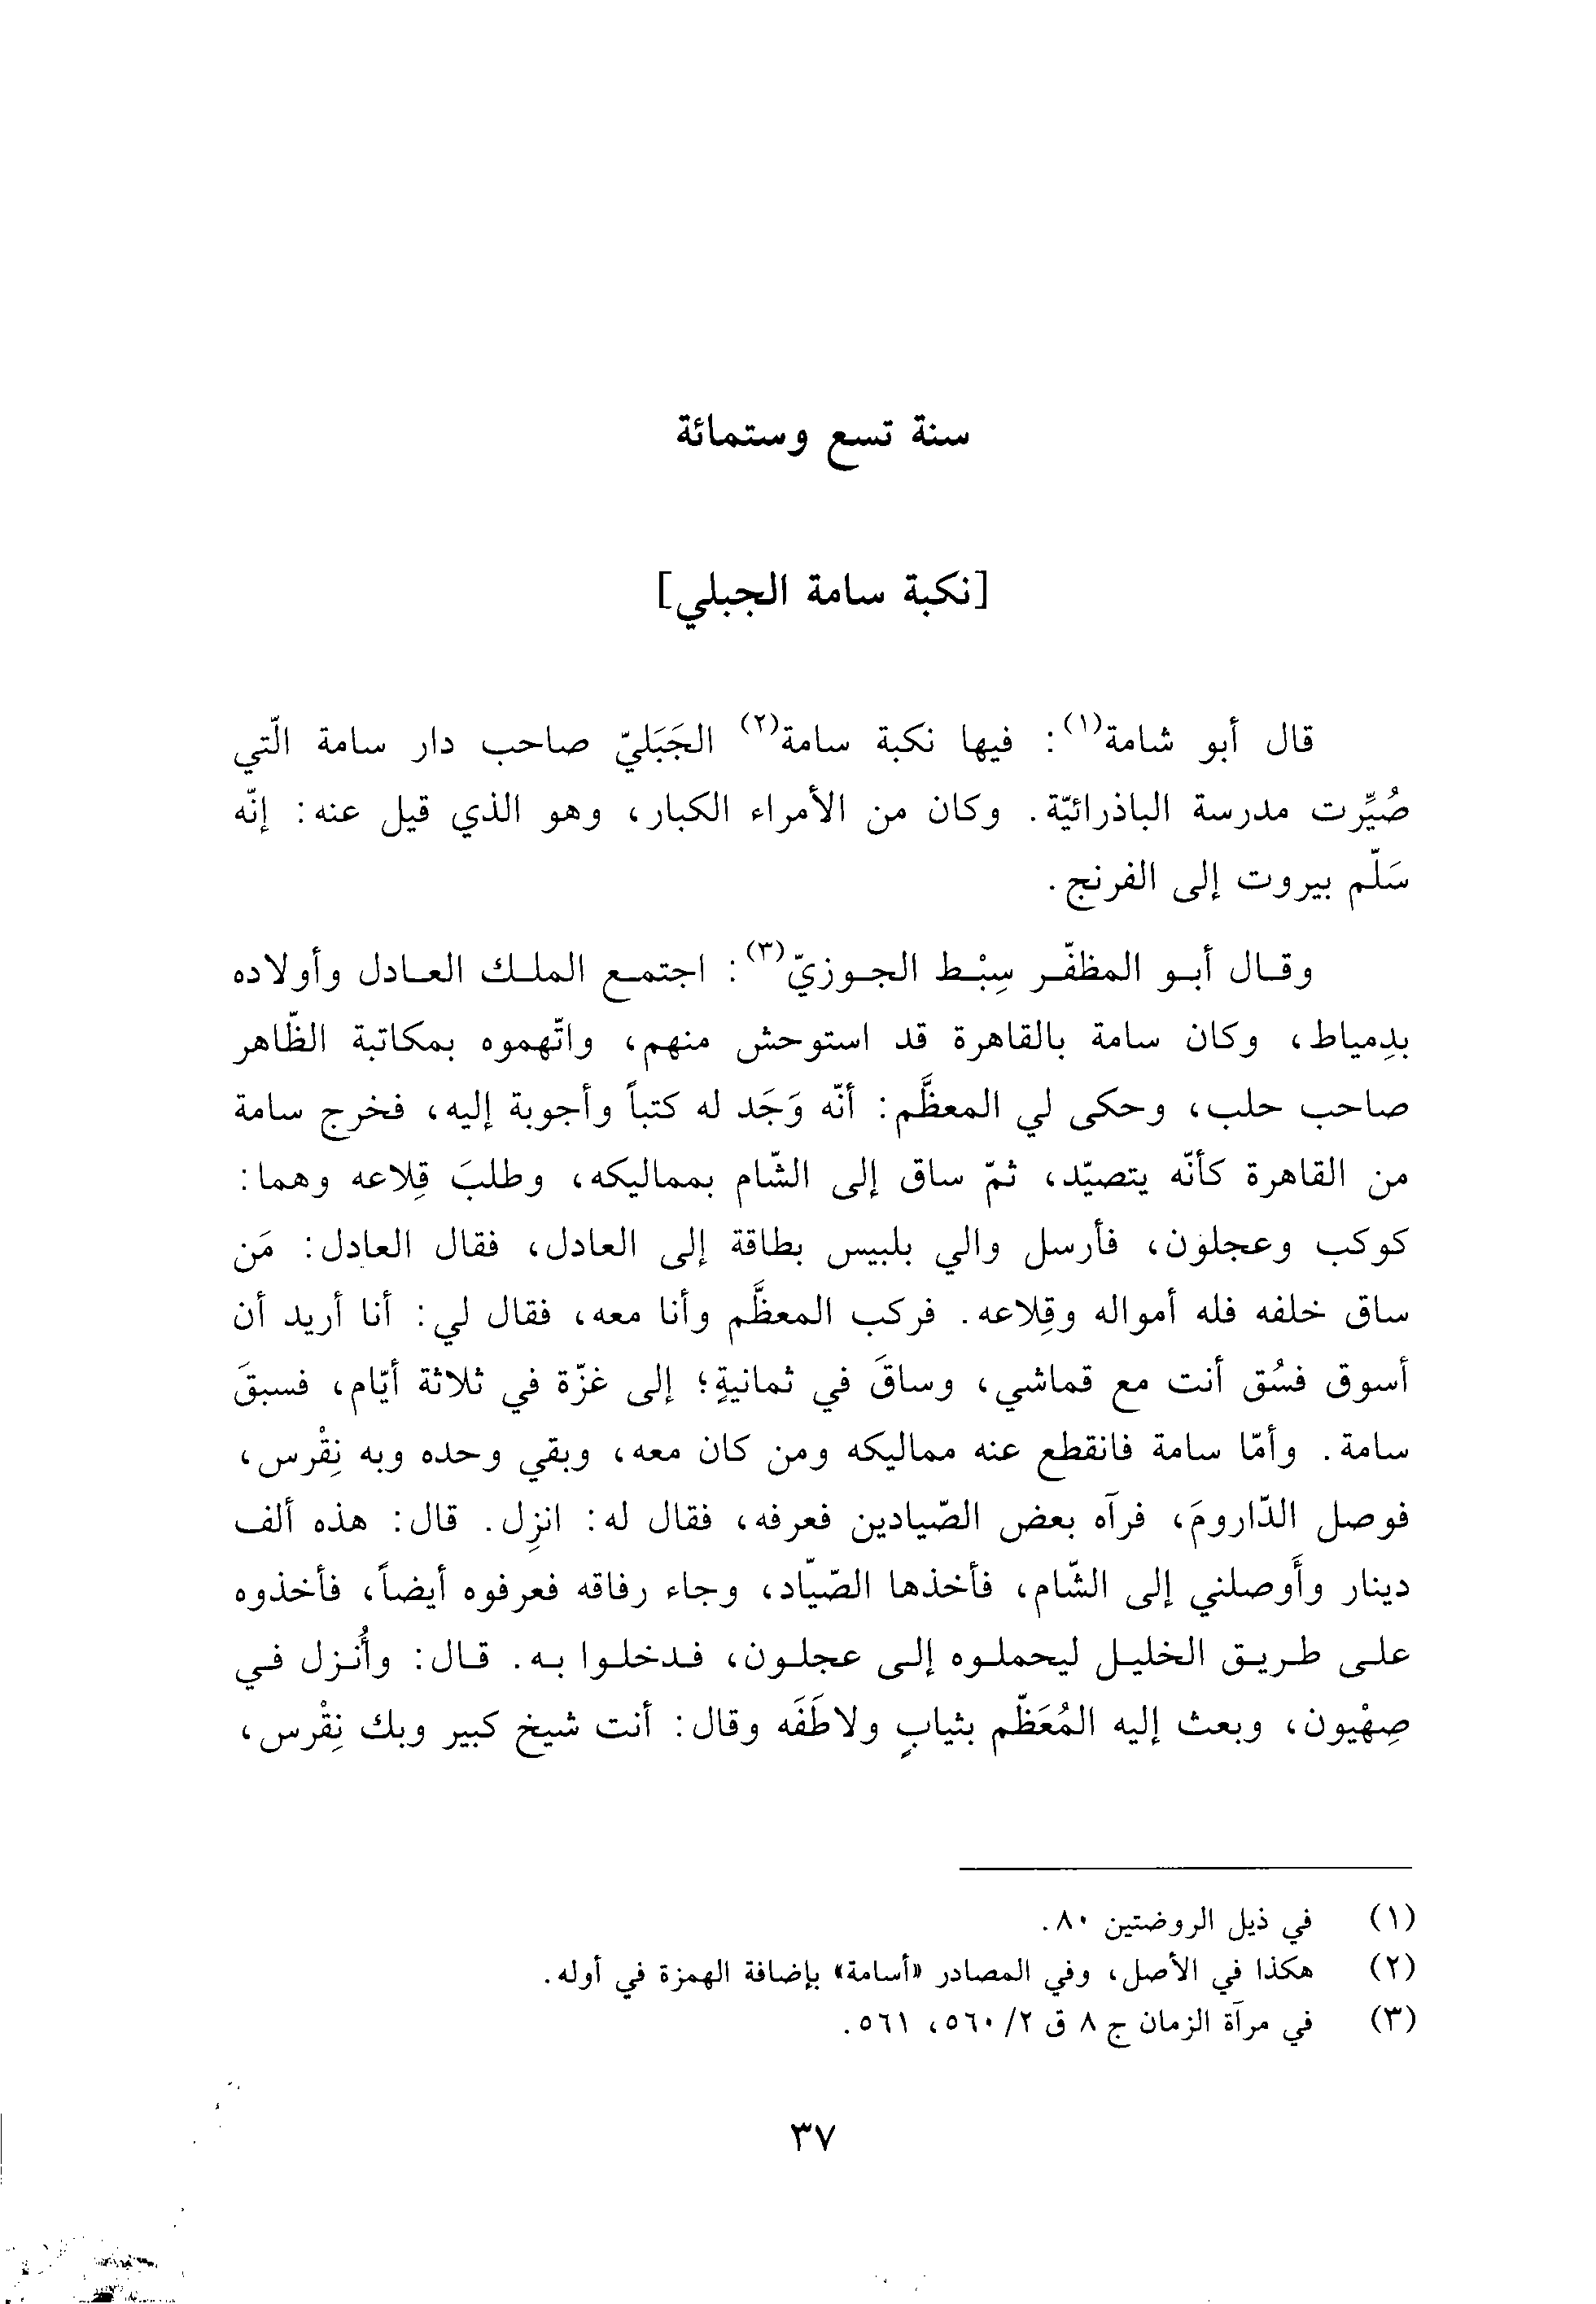 سنة تسع وستمائة
[نكبة سامة الجبلي]
قال أبو شامة(١): فيها نكبة سامة(٢) الجَبَليّ صاحب دار سامة الّتي
صُيِّرت مدرسة الباذرائيّة. وكان من الأمراء الكبار، وهو الذي قيل عنه: إنّه
سَلّم بيروت إلى الفرنج.
وقال أبو المظفّر سِبْط الجوزيّ(٣): اجتمع الملك العادل وأولاده
بدِمياط، وكان سامة بالقاهرة قد استوحش منهم، واتّهموه بمكاتبة الظّاهر
صاحب حلب، وحكى لي المعظَّم: أنّه وَجَد له كتباً وأجوبة إليه، فخرج سامة
من القاهرة كأنّه يتصيّد، ثمّ ساق إلى الشّام بمماليكه، وطلبَ قِلاعه وهما:
كوكب وعجلون، فأرسل والي بلبيس بطاقة إلى العادل، فقال العادل: مَن
ساق خلفه فله أمواله وقِلاعه. فركب المعظَّم وأنا معه، فقال لي: أنا أريد أن
أسوق فسُق أنت مع قماشي، وساقَ في ثمانيةٍ؛ إلى غزّة في ثلاثة أيّام، فسبقَ
سامة. وأمّا سامة فانقطع عنه مماليكه ومن كان معه، وبقي وحده وبه نِقْرس،
فوصل الدّارومَ، فرآه بعض الصّيادين فعرفه، فقال له: انزِل. قال: هذه ألف
دينار وأَوصلني إلى الشّام، فأخذها الصّيّاد، وجاء رفاقه فعرفوه أيضاً، فأخذوه
على طريق الخليل ليحملوه إلى عجلون، فدخلوا به. قال: وأُنزل في
صِهْيون، وبعث إليه المُعَظّم بثيابٍ ولاطَفَه وقال: أنت شيخ كبير وبك نِقْرس،
(١) في ذيل الروضتين ٨٠.
(٢) هكذا في الأصل، وفي المصادر «أسامة» بإضافة الهمزة في أوله.
(٣) في مرآة الزمان ج ٨ ق ٢/ ٥٦٠، ٥٦١.
٣٧